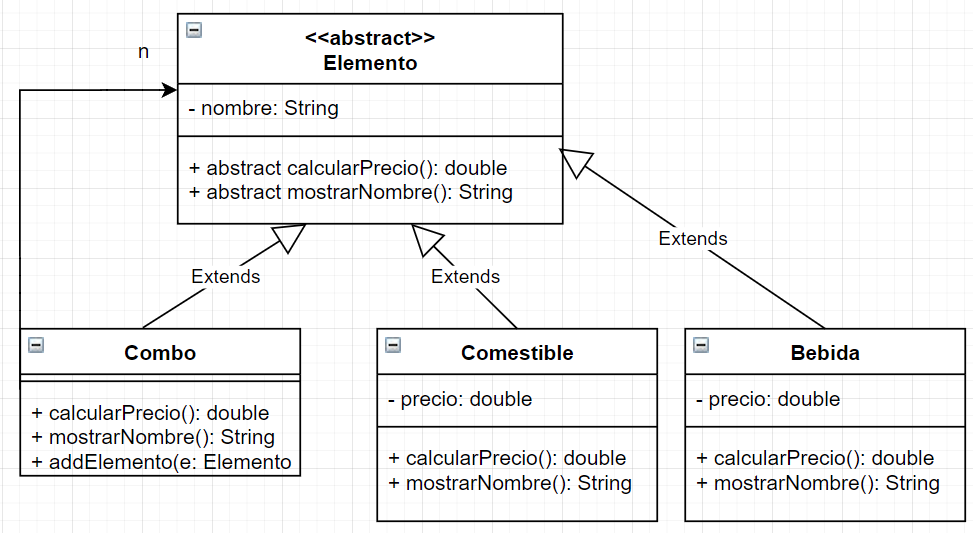 n
<<abstract>>
Elemento
- nombre: String
+ abstract calcularPrecio(): double
+ abstract mostrarNombre(): String
Extends
Extends
Extends
Combo
+ calcularPrecio(): double
+ mostrarNombre(): String
+ addElemento(e: Elemento
Comestible
- precio: double
+ calcularPrecio(): double
+ mostrarNombre(): String
Bebida
- precio: double
+ calcularPrecio(): double
+ mostrarNombre(): String